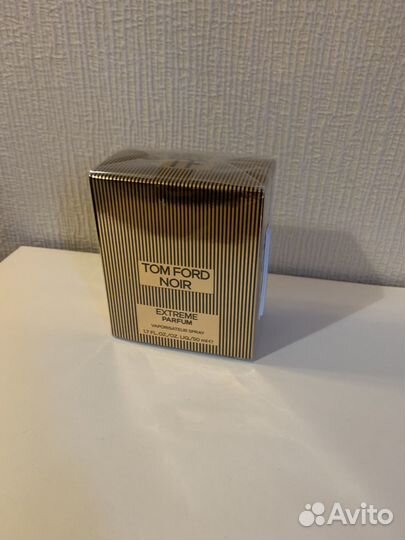 TOM FORD
NOIR
EXTREME
PARFUM
VAPORISATEUR SPRAY
1.7 FL.OZ./OZ. LIQ./50 ml ℮
Avito